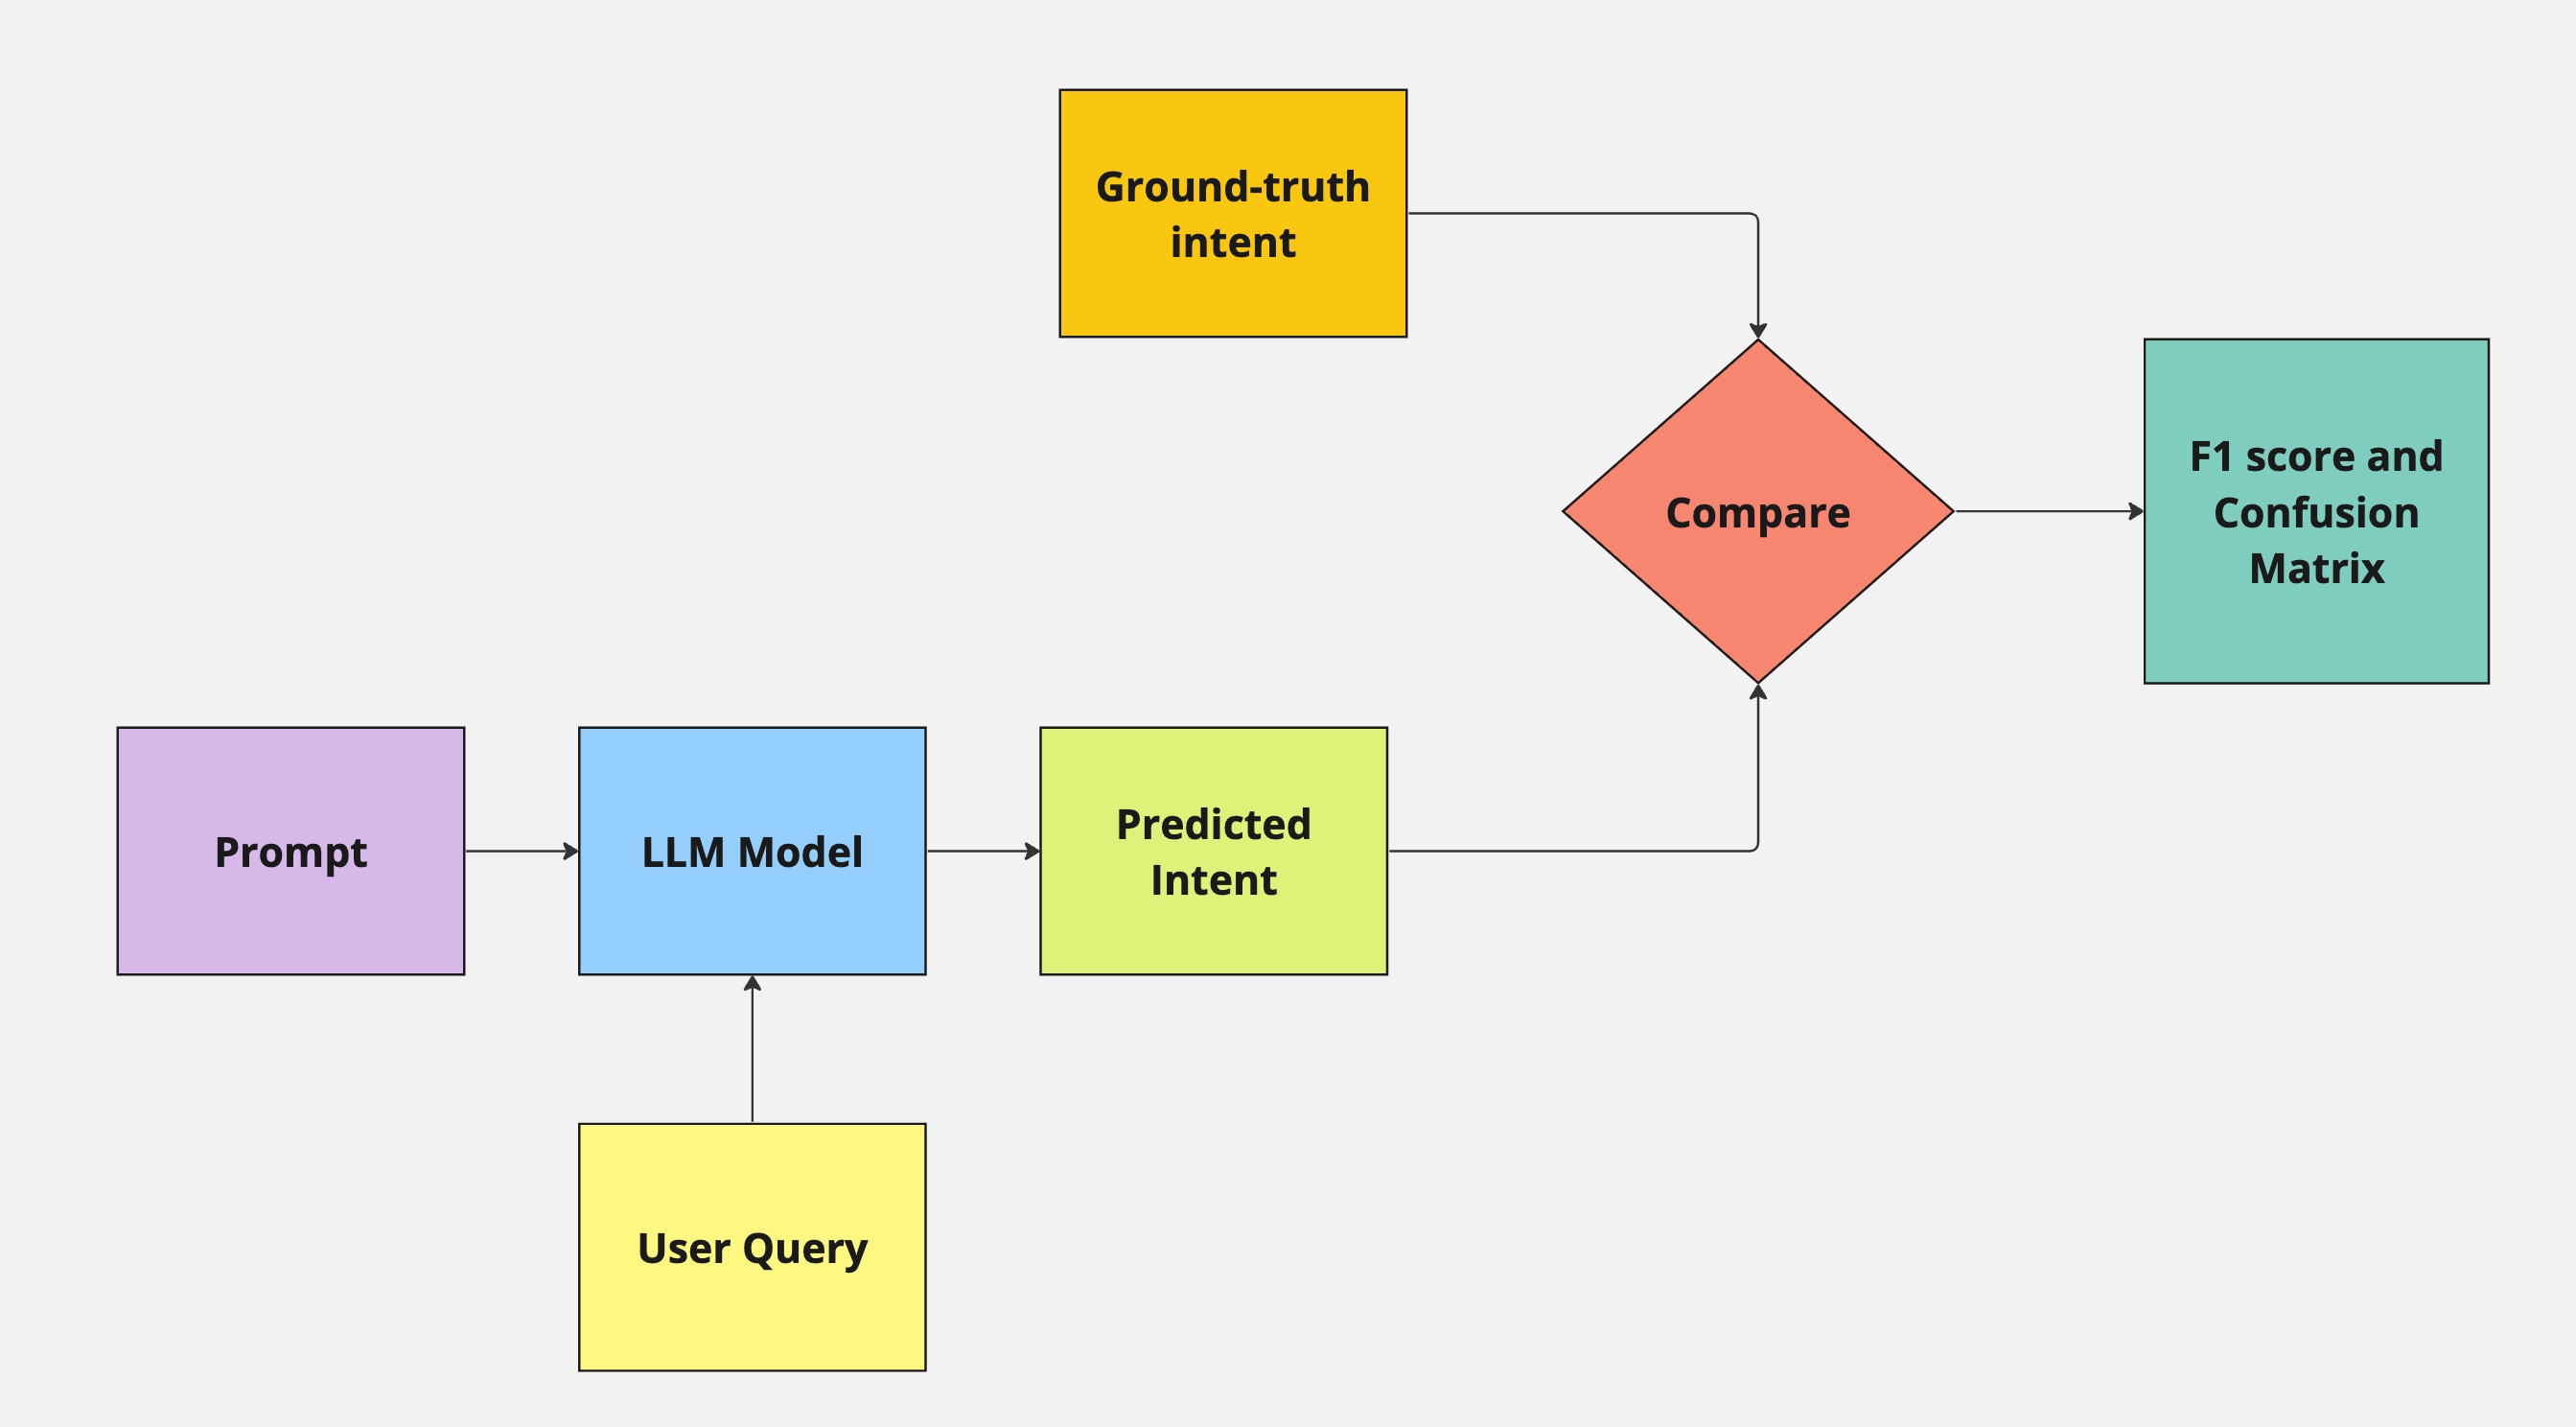 Ground-truth
intent
Compare
F1 score and
Confusion
Matrix
Prompt
LLM Model
Predicted
Intent
User Query